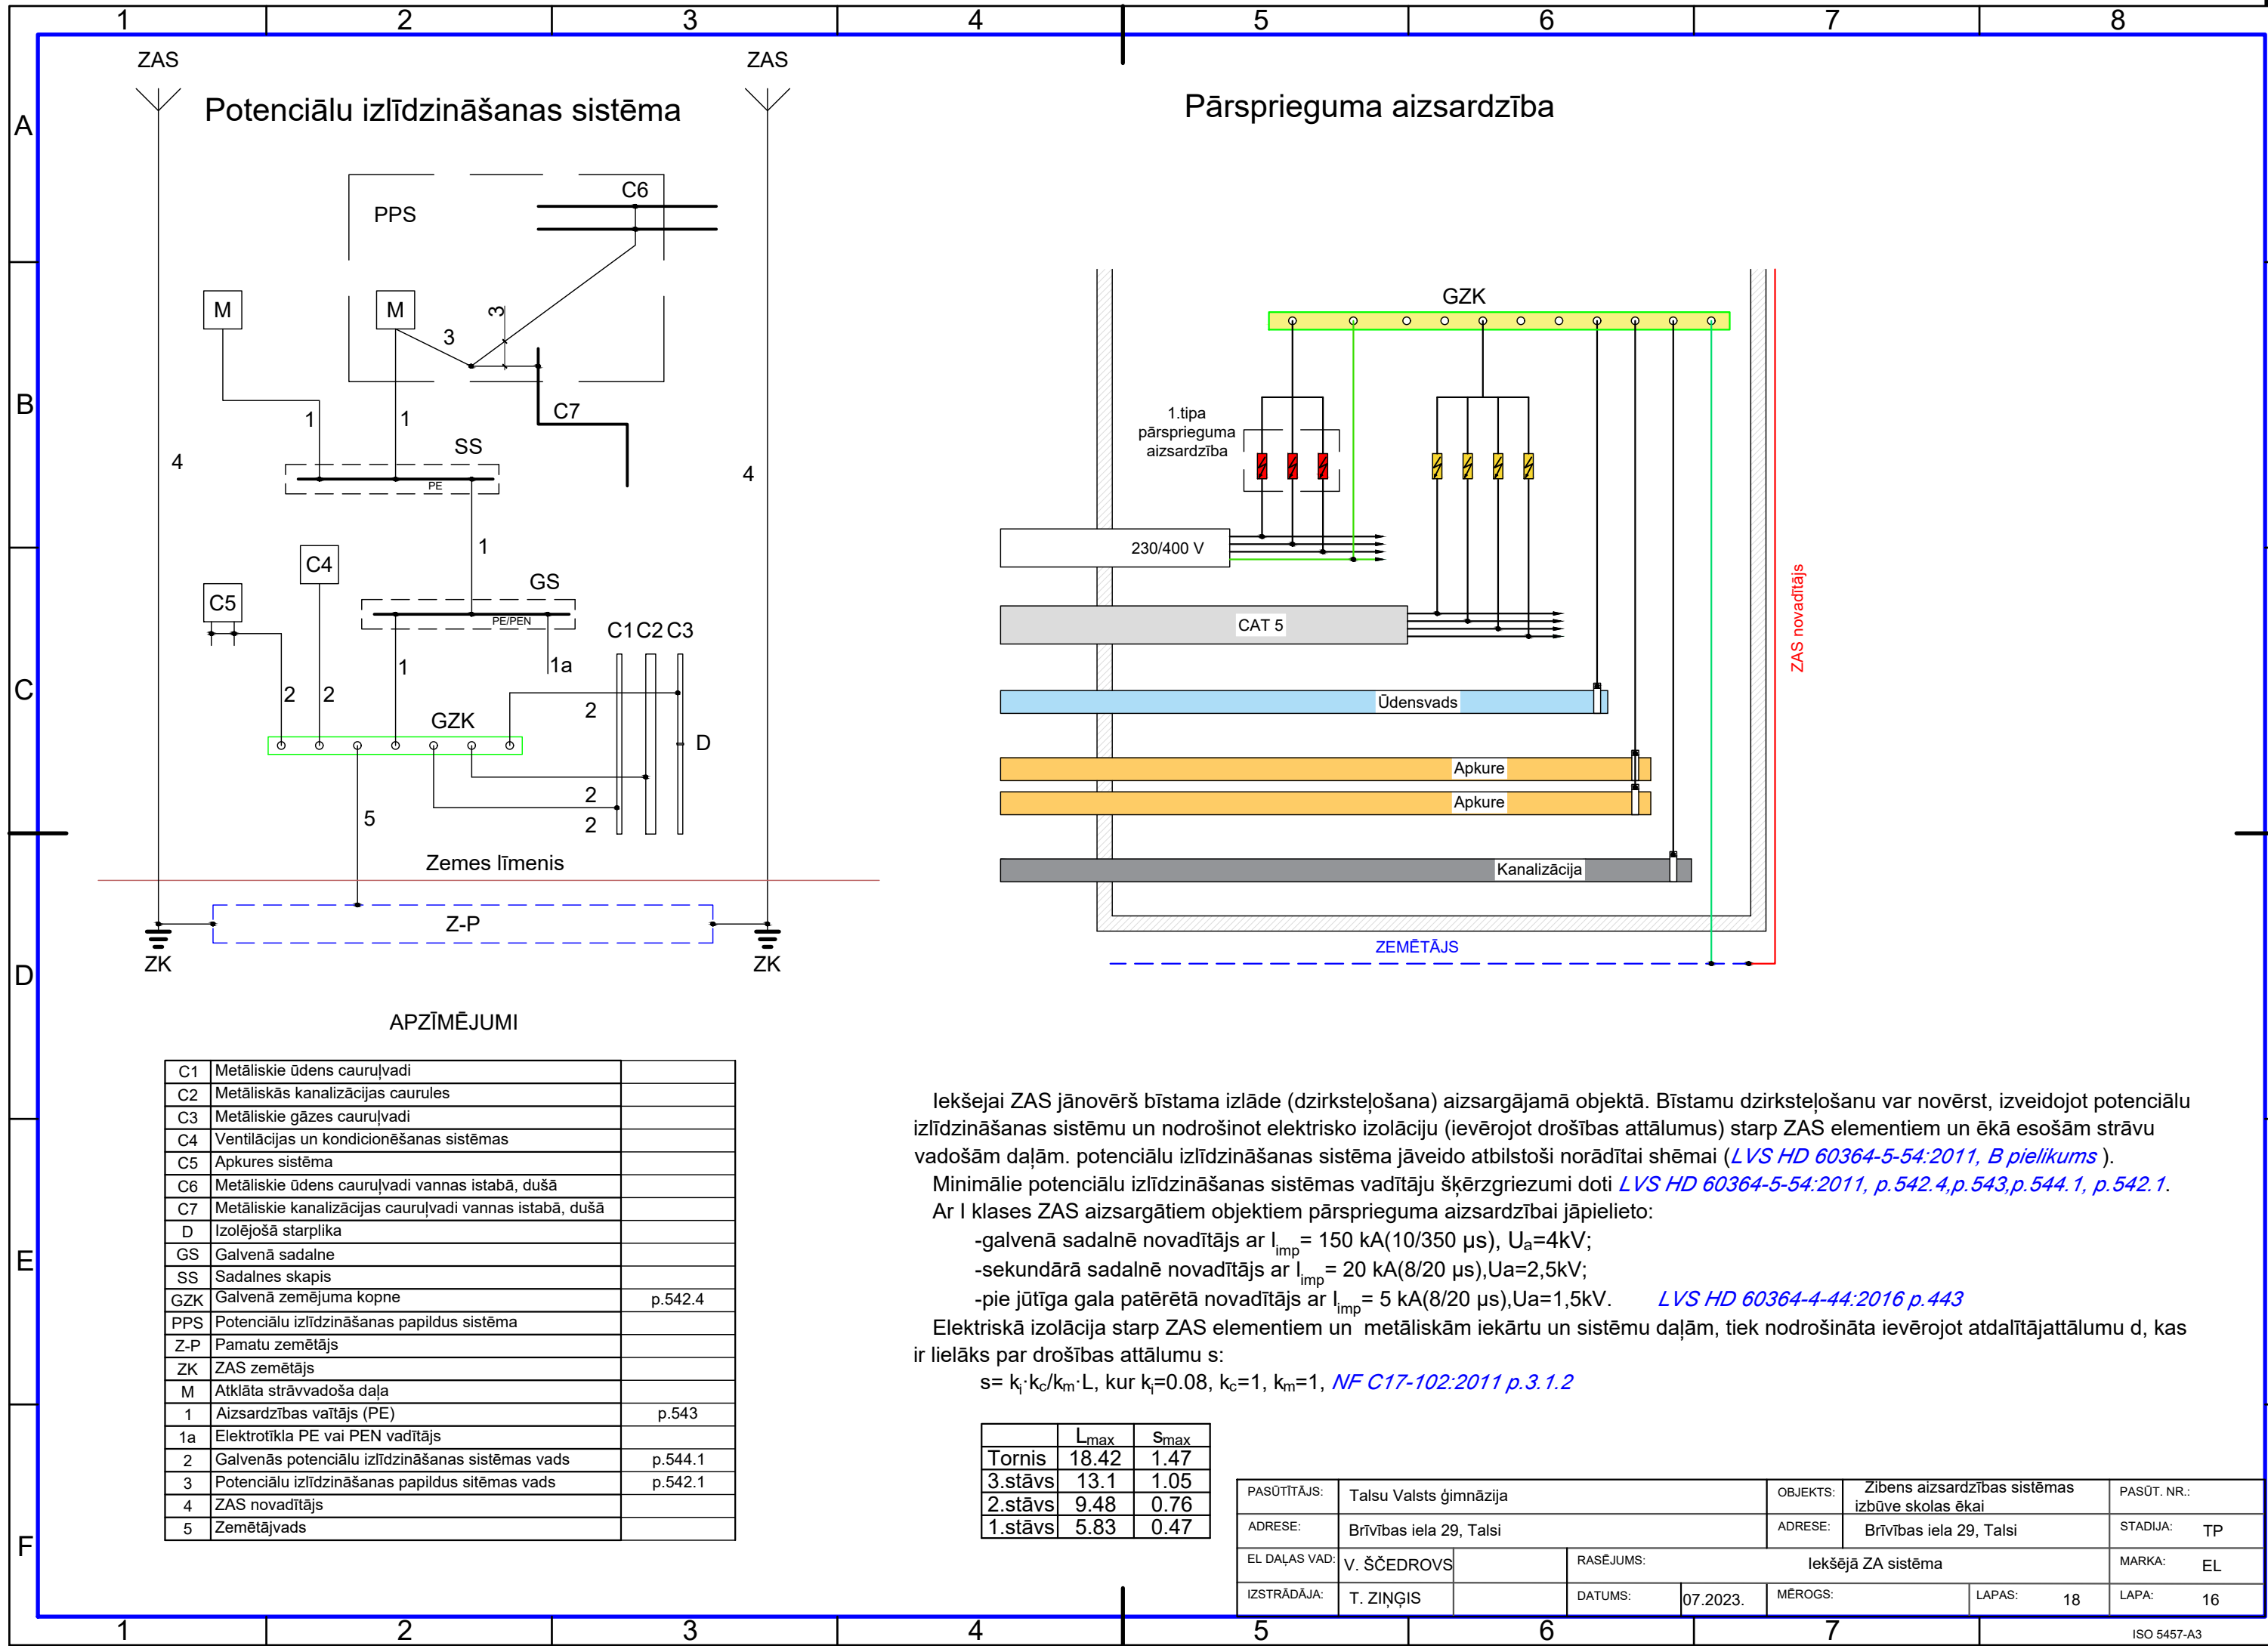 1 2 3 4 5 6 7 8
A
B
C
D
E
F
ZAS
ZAS
Potenciālu izlīdzināšanas sistēma
PPS
C6
M
M
3
3
C7
1
1
SS
PE
4
4
1
C4
C5
GS
PE/PEN
C1 C2 C3
1
1a
2
2
2
GZK
D
2
2
5
Zemes līmenis
Z-P
ZK
ZK
Pārsprieguma aizsardzība
GZK
1.tipa
pārsprieguma
aizsardzība
230/400 V
CAT 5
ZAS novadītājs
Ūdensvads
Apkure
Apkure
Kanalizācija
ZEMĒTĀJS
APZĪMĒJUMI
C1 Metāliskie ūdens cauruļvadi
C2 Metāliskās kanalizācijas caurules
C3 Metāliskie gāzes cauruļvadi
C4 Ventilācijas un kondicionēšanas sistēmas
C5 Apkures sistēma
C6 Metāliskie ūdens cauruļvadi vannas istabā, dušā
C7 Metāliskie kanalizācijas cauruļvadi vannas istabā, dušā
D Izolējošā starplika
GS Galvenā sadalne
SS Sadalnes skapis
GZK Galvenā zemējuma kopne p.542.4
PPS Potenciālu izlīdzināšanas papildus sistēma
Z-P Pamatu zemētājs
ZK ZAS zemētājs
M Atklāta strāvvadoša daļa
1 Aizsardzības vaītājs (PE) p.543
1a Elektrotīkla PE vai PEN vadītājs
2 Galvenās potenciālu izlīdzināšanas sistēmas vads p.544.1
3 Potenciālu izlīdzināšanas papildus sitēmas vads p.542.1
4 ZAS novadītājs
5 Zemētājvads
Iekšejai ZAS jānovērš bīstama izlāde (dzirksteļošana) aizsargājamā objektā. Bīstamu dzirksteļošanu var novērst, izveidojot potenciālu
izlīdzināšanas sistēmu un nodrošinot elektrisko izolāciju (ievērojot drošības attālumus) starp ZAS elementiem un ēkā esošām strāvu
vadošām daļām. potenciālu izlīdzināšanas sistēma jāveido atbilstoši norādītai shēmai (LVS HD 60364-5-54:2011, B pielikums ).
Minimālie potenciālu izlīdzināšanas sistēmas vadītāju šķērzgriezumi doti LVS HD 60364-5-54:2011, p.542.4,p.543,p.544.1, p.542.1.
Ar I klases ZAS aizsargātiem objektiem pārsprieguma aizsardzībai jāpielieto:
-galvenā sadalnē novadītājs ar Iimp= 150 kA(10/350 μs), Ua=4kV;
-sekundārā sadalnē novadītājs ar Iimp= 20 kA(8/20 μs),Ua=2,5kV;
-pie jūtīga gala patērētā novadītājs ar Iimp= 5 kA(8/20 μs),Ua=1,5kV. LVS HD 60364-4-44:2016 p.443
Elektriskā izolācija starp ZAS elementiem un metāliskām iekārtu un sistēmu daļām, tiek nodrošināta ievērojot atdalītājattālumu d, kas
ir lielāks par drošības attālumu s:
s= ki·kc/km·L, kur ki=0.08, kc=1, km=1, NF C17-102:2011 p.3.1.2
Lmax smax
Tornis 18.42 1.47
3.stāvs 13.1 1.05
2.stāvs 9.48 0.76
1.stāvs 5.83 0.47
PASŪTĪTĀJS: Talsu Valsts ģimnāzija OBJEKTS: Zibens aizsardzības sistēmas PASŪT. NR.:
izbūve skolas ēkai
ADRESE: Brīvības iela 29, Talsi ADRESE: Brīvības iela 29, Talsi STADIJA: TP
EL DAĻAS VAD: V. ŠČEDROVS RASĒJUMS: Iekšējā ZA sistēma MARKA: EL
IZSTRĀDĀJA: T. ZIŅĢIS DATUMS: 07.2023. MĒROGS: LAPAS: 18 LAPA: 16
1 2 3 4 5 6 7
ISO 5457-A3